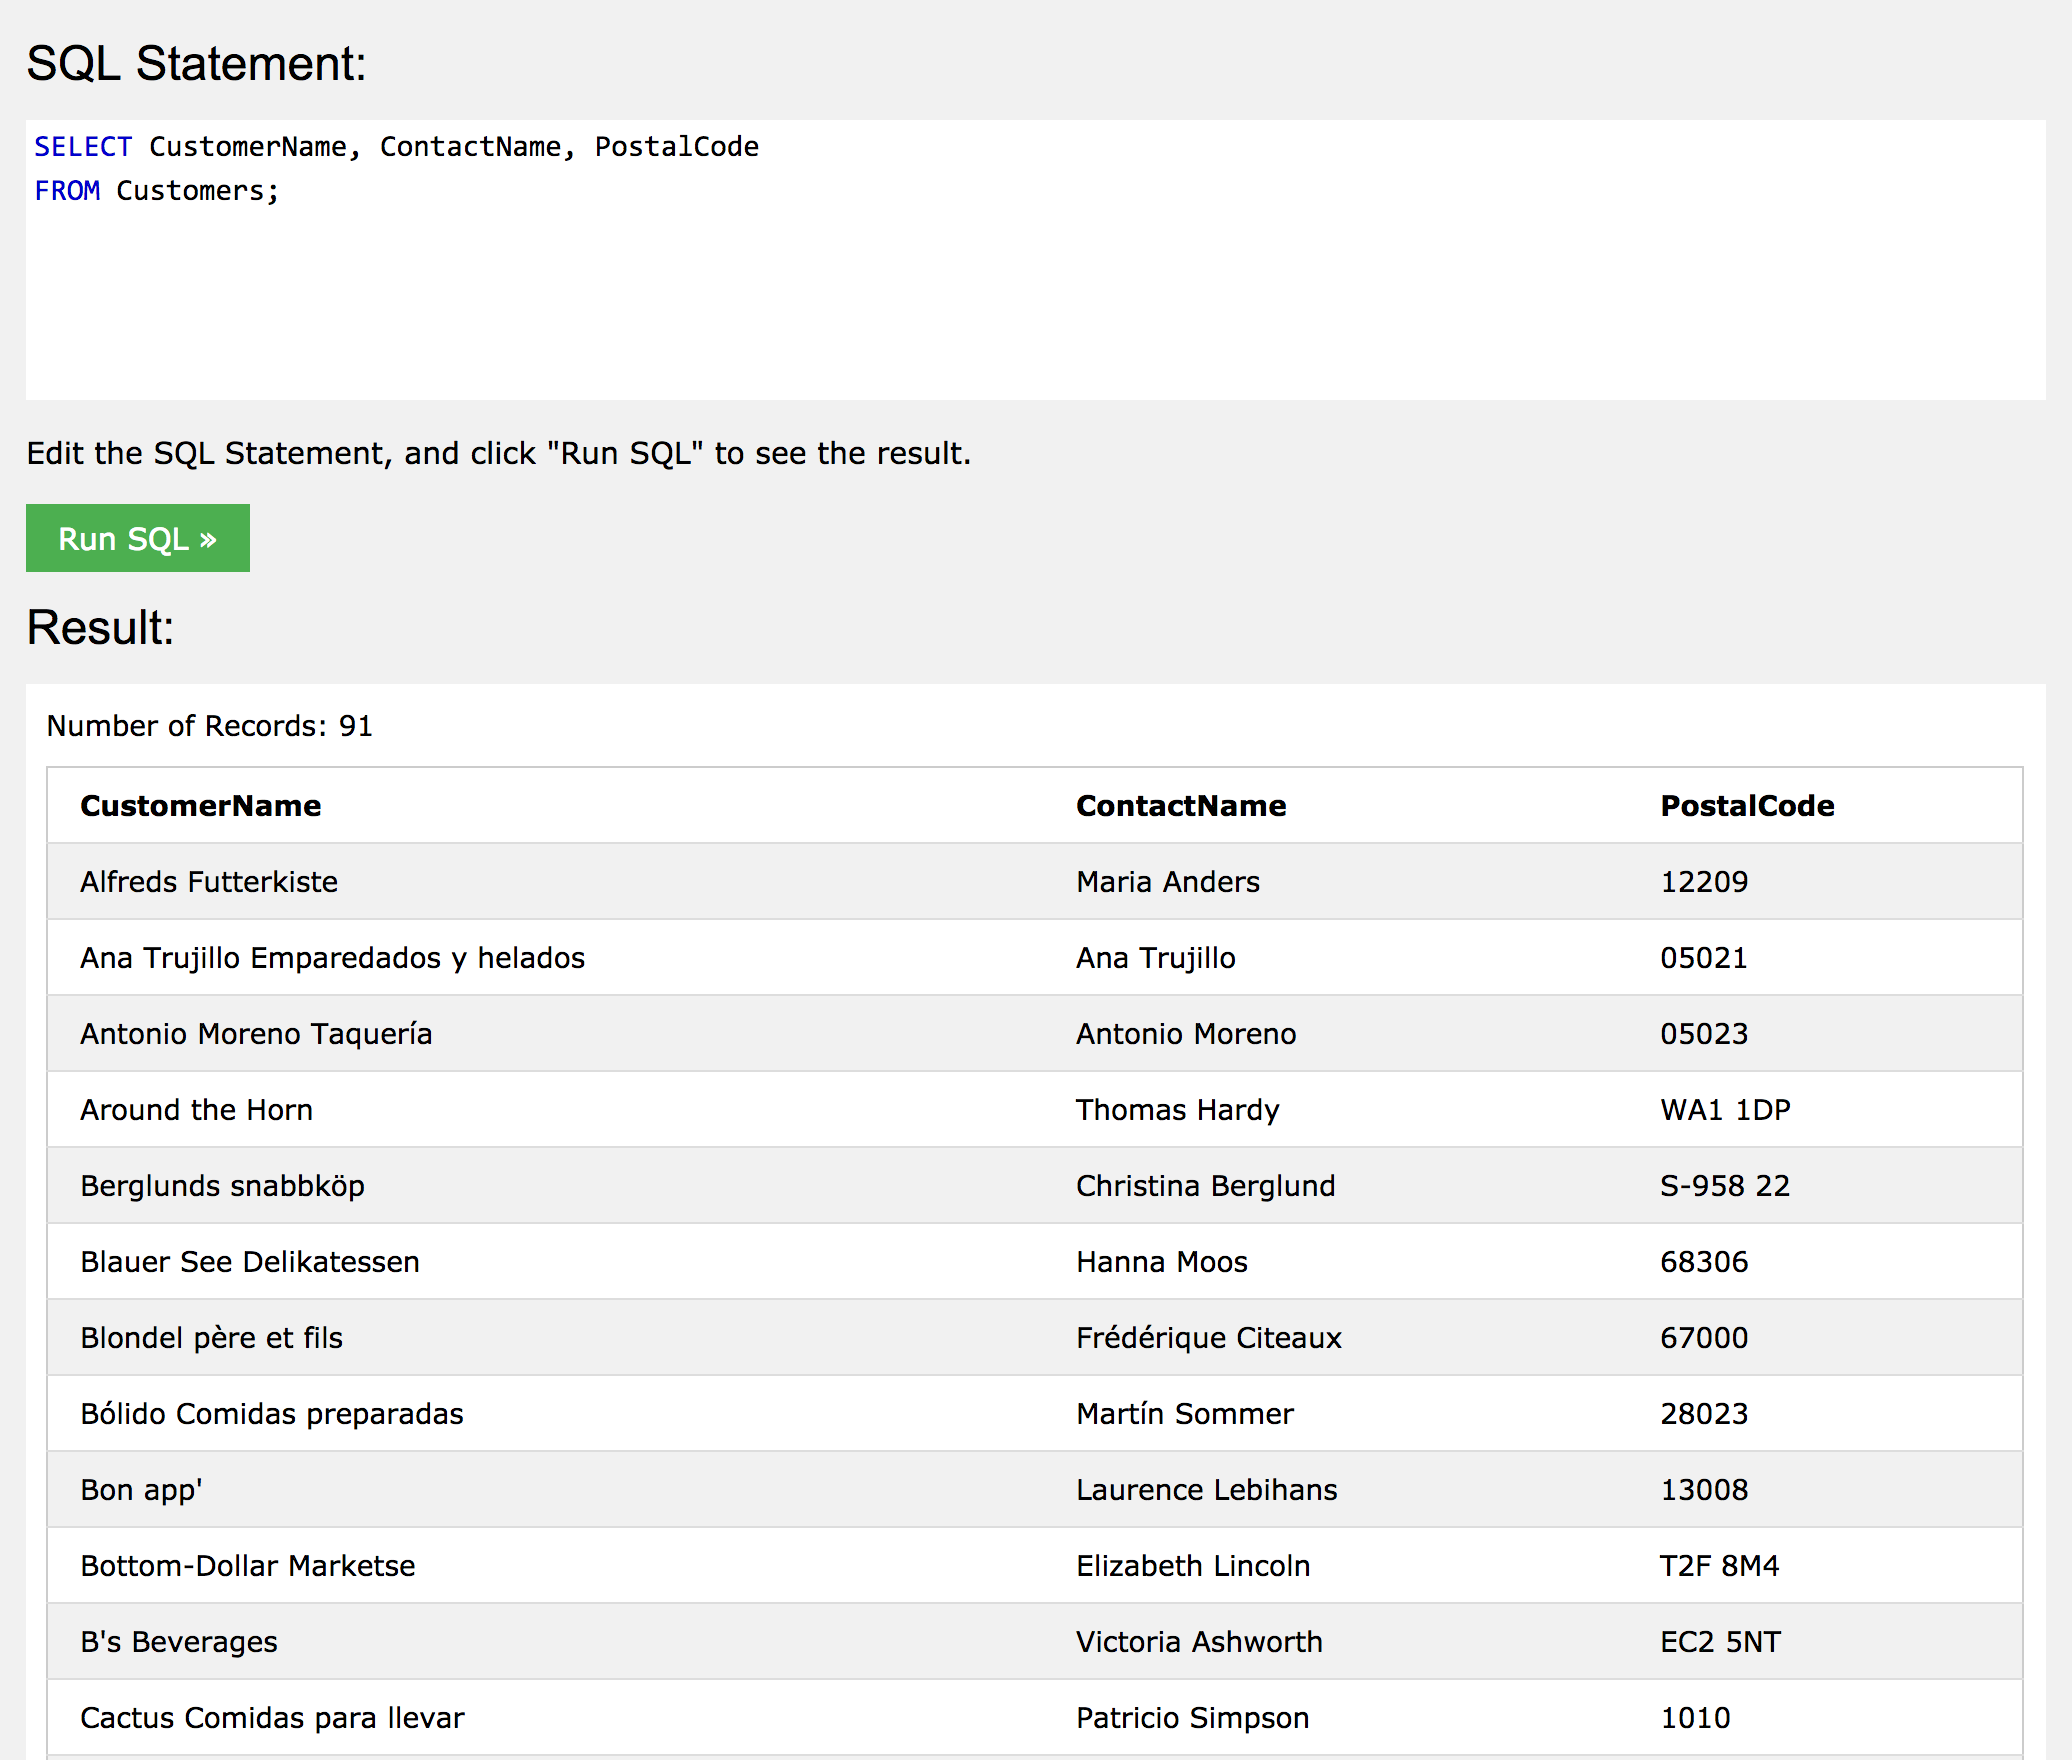 SQL Statement:
SELECT CustomerName, ContactName, PostalCode
FROM Customers;
Edit the SQL Statement, and click "Run SQL" to see the result.
Run SQL »
Result:
Number of Records: 91
CustomerName ContactName PostalCode
Alfreds Futterkiste Maria Anders 12209
Ana Trujillo Emparedados y helados Ana Trujillo 05021
Antonio Moreno Taquería Antonio Moreno 05023
Around the Horn Thomas Hardy WA1 1DP
Berglunds snabbköp Christina Berglund S-958 22
Blauer See Delikatessen Hanna Moos 68306
Blondel père et fils Frédérique Citeaux 67000
Bólido Comidas preparadas Martín Sommer 28023
Bon app' Laurence Lebihans 13008
Bottom-Dollar Marketse Elizabeth Lincoln T2F 8M4
B's Beverages Victoria Ashworth EC2 5NT
Cactus Comidas para llevar Patricio Simpson 1010